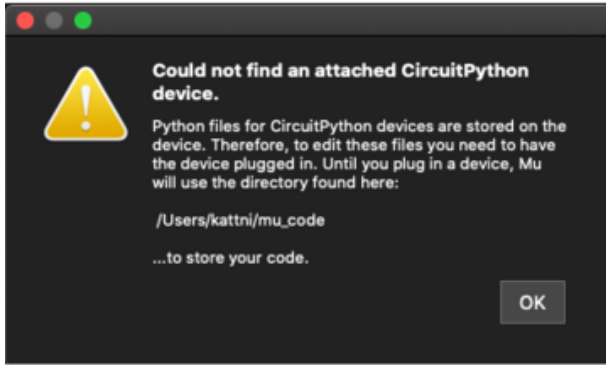 Could not find an attached CircuitPython
device.
Python files for CircuitPython devices are stored on the
device. Therefore, to edit these files you need to have
the device plugged in. Until you plug in a device, Mu
will use the directory found here:
/Users/kattni/mu_code
...to store your code.
OK